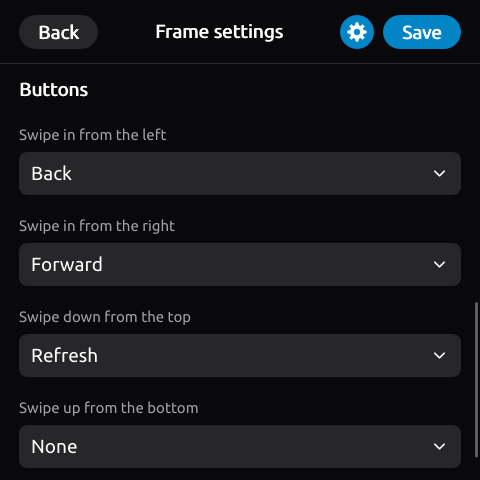 Back
Frame settings
Save
Buttons
Swipe in from the left
Back
Swipe in from the right
Forward
Swipe down from the top
Refresh
Swipe up from the bottom
None